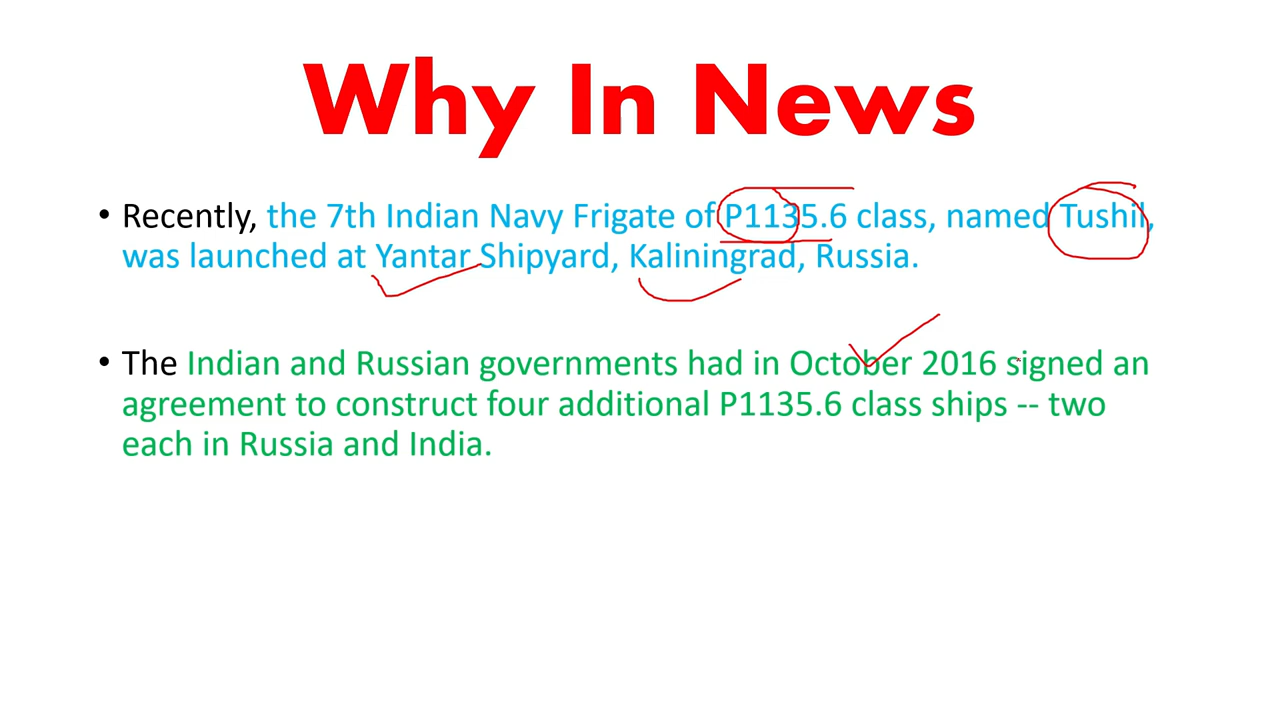 Why In News
• Recently, the 7th Indian Navy Frigate of P1135.6 class, named Tushil,
was launched at Yantar Shipyard, Kaliningrad, Russia.
• The Indian and Russian governments had in October 2016 signed an
agreement to construct four additional P1135.6 class ships -- two
each in Russia and India.